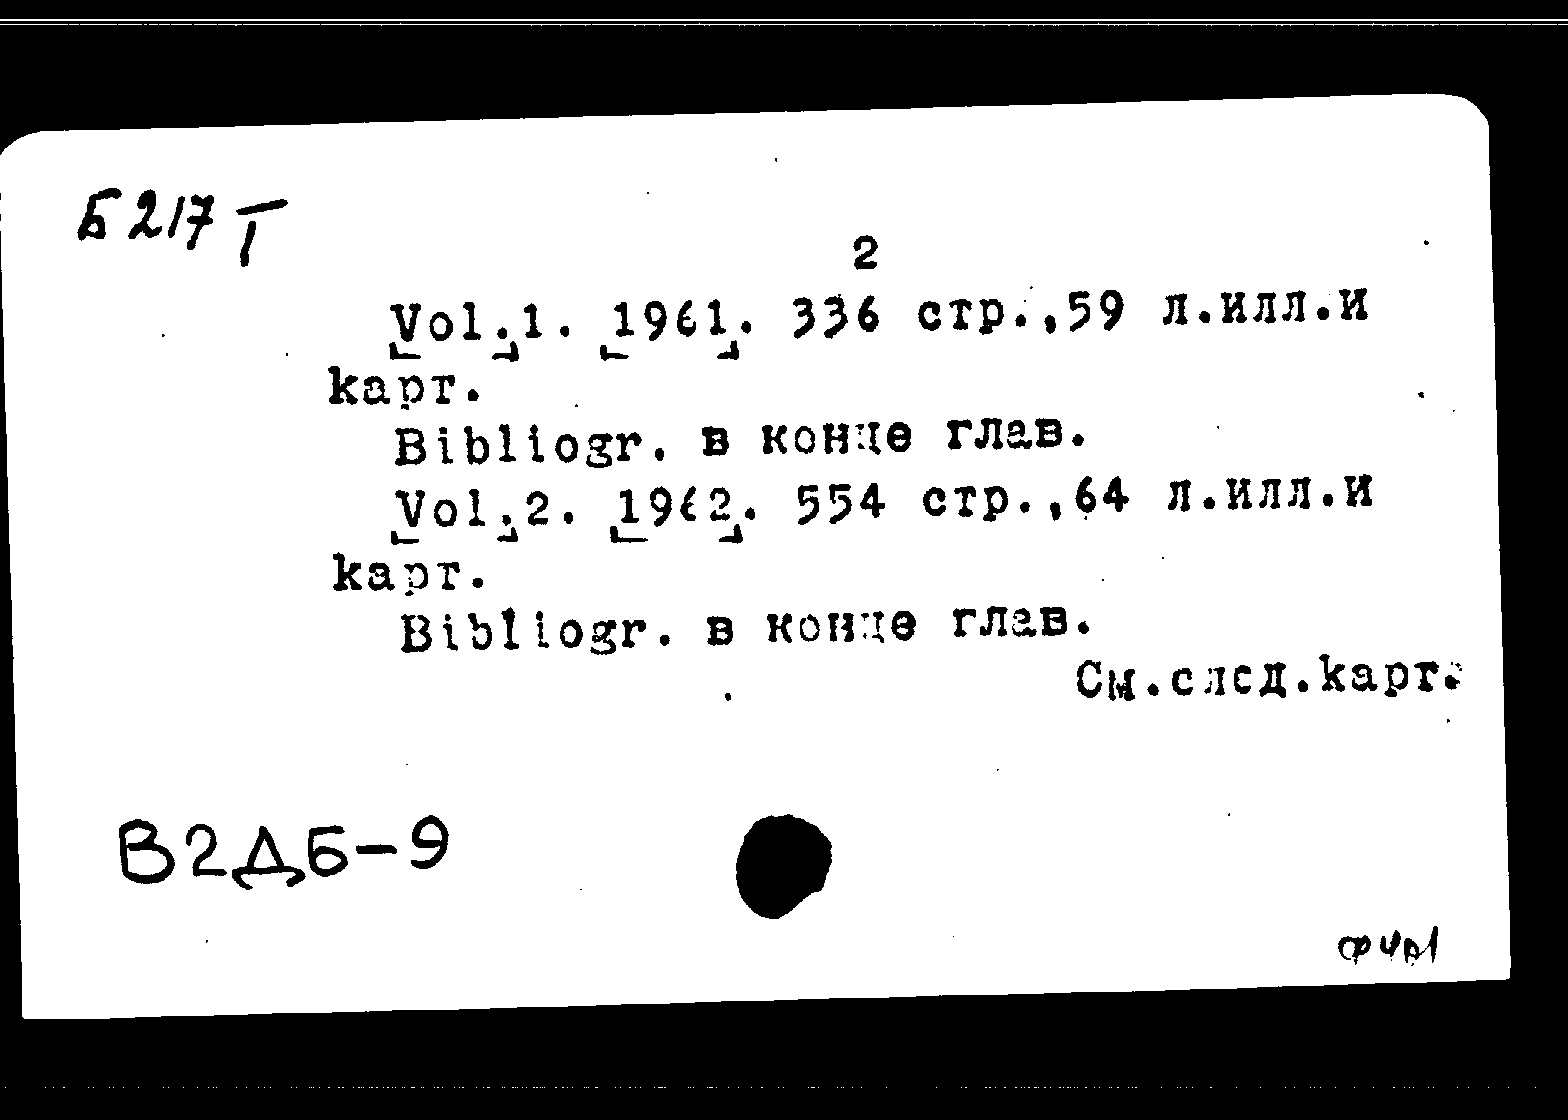 Б217 Т
2
Vol.1. 1961. 336 стр.,59 л.илл.и
карт.
Bibliogr. в конце глав.
Vol.2. 1962. 554 стр.,64 л.илл.и
карт.
Bibliogr. в конце глав.
См.след.карт.
В2ДБ-9